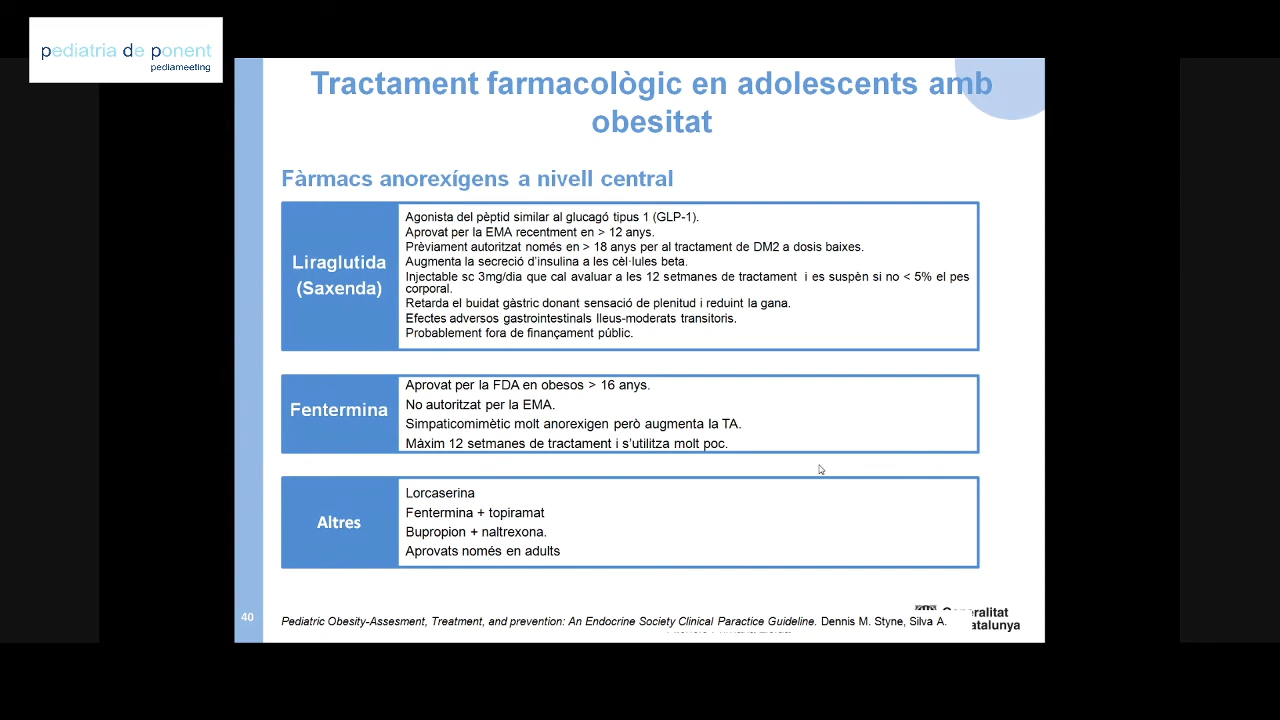 pediatria de ponent
pediameeting
Tractament farmacològic en adolescents amb
obesitat
Fàrmacs anorexígens a nivell central
Liraglutida
(Saxenda)
Agonista del pèptid similar al glucagó tipus 1 (GLP-1).
Aprovat per la EMA recentment en > 12 anys.
Prèviament autoritzat només en > 18 anys per al tractament de DM2 a dosis baixes.
Augmenta la secreció d'insulina a les cèl·lules beta.
Injectable sc 3mg/dia que cal avaluar a les 12 setmanes de tractament i es suspèn si no < 5% el pes
corporal.
Retarda el buidat gàstric donant sensació de plenitud i reduint la gana.
Efectes adversos gastrointestinals lleus-moderats transitoris.
Probablement fora de finançament públic.
Fentermina
Aprovat per la FDA en obesos > 16 anys.
No autoritzat per la EMA.
Simpaticomimètic molt anorexigen però augmenta la TA.
Màxim 12 setmanes de tractament i s'utilitza molt poc.
Altres
Lorcaserina
Fentermina + topiramat
Bupropion + naltrexona.
Aprovats només en adults
40
Pediatric Obesity-Assesment, Treatment, and prevention: An Endocrine Society Clinical Paractice Guideline. Dennis M. Styne, Silva A.
Generalitat
atalunya